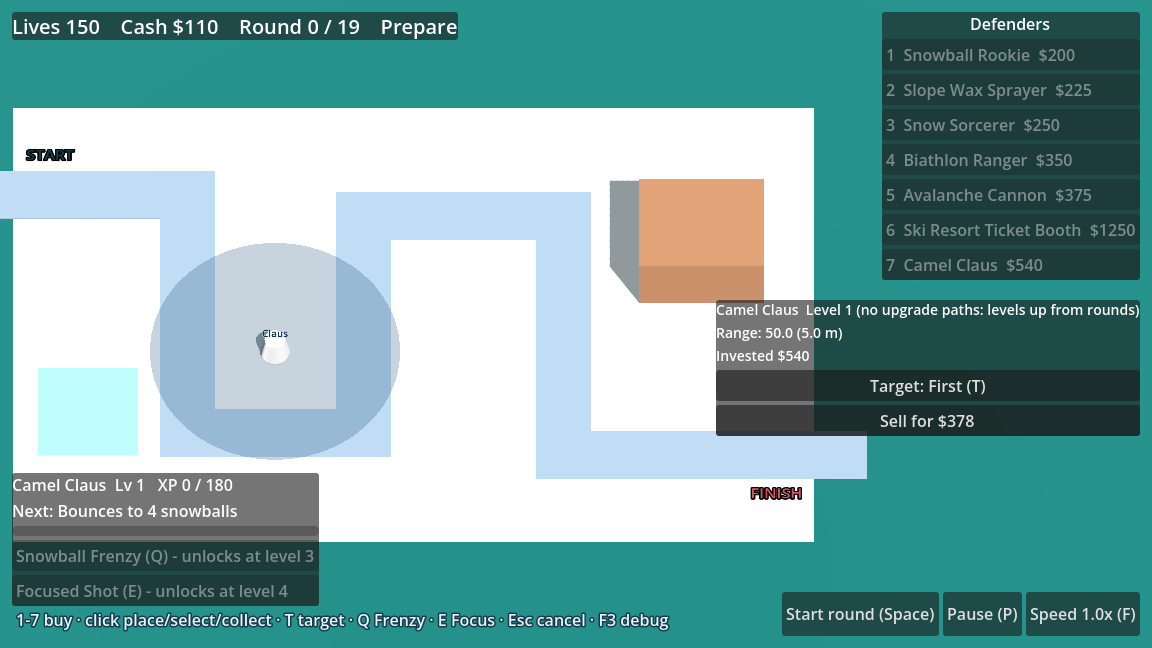 Lives 150 Cash $110 Round 0 / 19 Prepare
Defenders
1 Snowball Rookie $200
2 Slope Wax Sprayer $225
3 Snow Sorcerer $250
4 Biathlon Ranger $350
5 Avalanche Cannon $375
6 Ski Resort Ticket Booth $1250
7 Camel Claus $540
START
Claus
Camel Claus Level 1 (no upgrade paths: levels up from rounds)
Range: 50.0 (5.0 m)
Invested $540
Target: First (T)
Sell for $378
FINISH
Camel Claus Lv 1 XP 0 / 180
Next: Bounces to 4 snowballs
Snowball Frenzy (Q) - unlocks at level 3
Focused Shot (E) - unlocks at level 4
1-7 buy · click place/select/collect · T target · Q Frenzy · E Focus · Esc cancel · F3 debug
Start round (Space) Pause (P) Speed 1.0x (F)